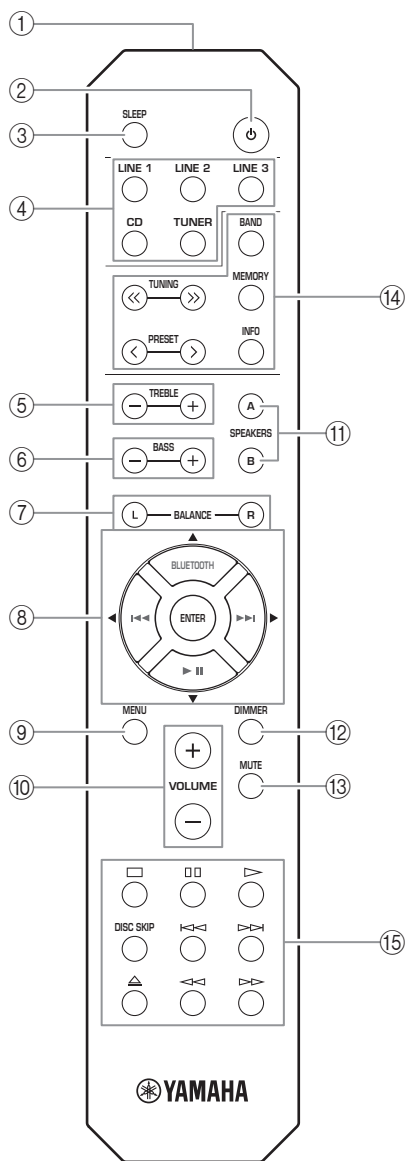 ①
②
SLEEP
③
LINE 1 LINE 2 LINE 3
④
CD TUNER BAND
TUNING MEMORY
⑭
PRESET INFO
⑤ TREBLE A
SPEAKERS ⑪
⑥ BASS B
⑦ L BALANCE R
BLUETOOTH
⑧ ENTER
⑨ MENU DIMMER ⑫
⑩ VOLUME MUTE ⑬
DISC SKIP
⑮
YAMAHA